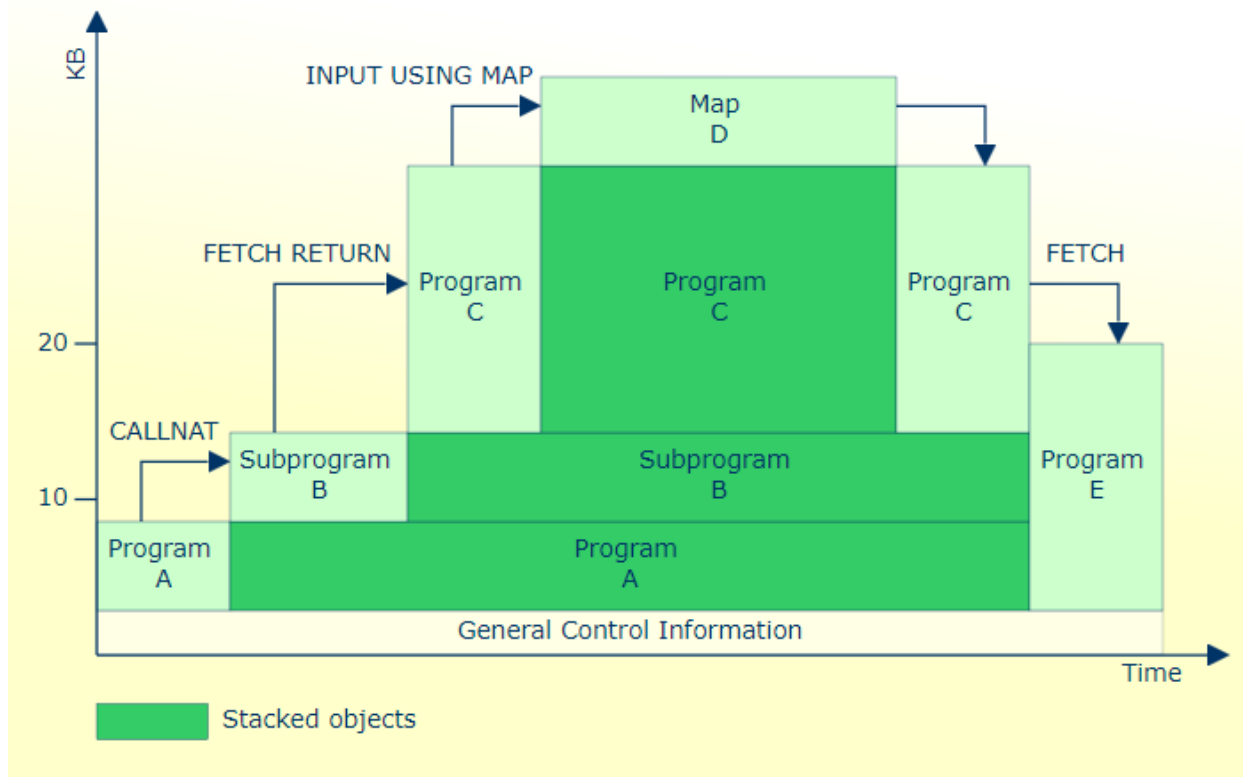 KB
INPUT USING MAP
Map
D
FETCH RETURN
FETCH
Program
C
Program
C
Program
C
20
CALLNAT
Subprogram
B
Subprogram
B
Program
E
10
Program
A
Program
A
General Control Information
Time
Stacked objects